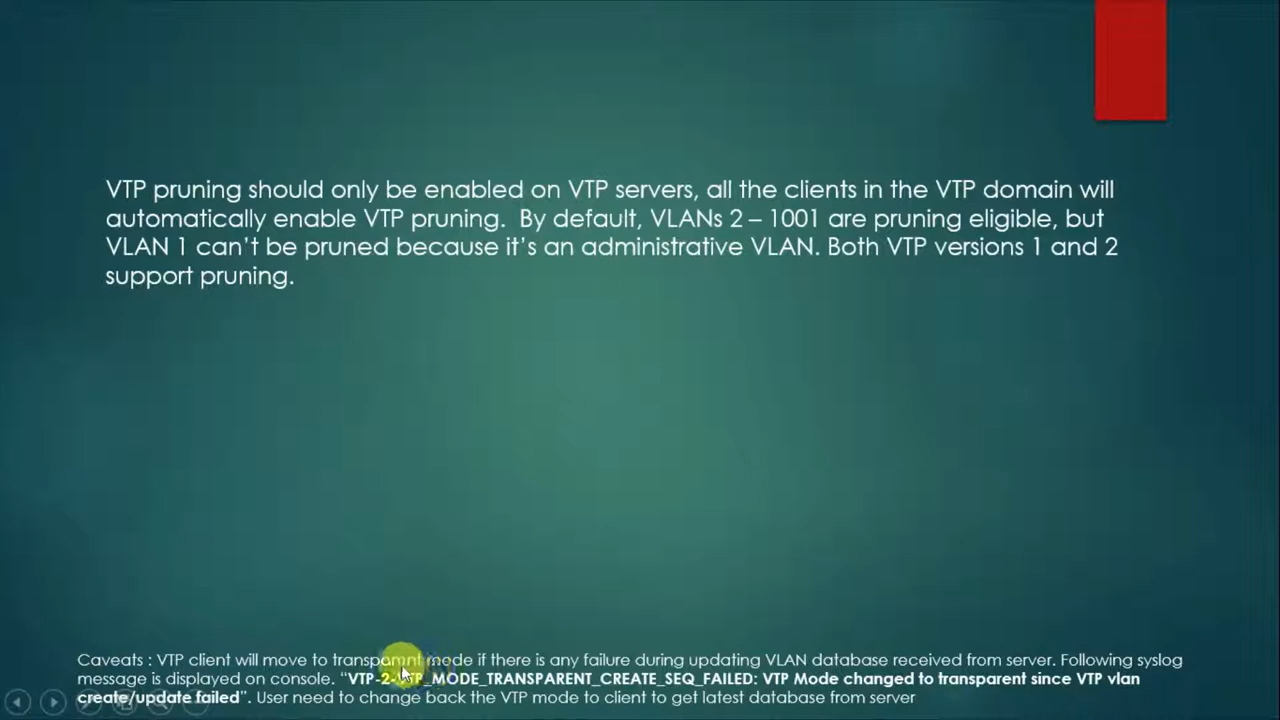 VTP pruning should only be enabled on VTP servers, all the clients in the VTP domain will
automatically enable VTP pruning.  By default, VLANs 2 – 1001 are pruning eligible, but
VLAN 1 can’t be pruned because it’s an administrative VLAN. Both VTP versions 1 and 2
support pruning.
Caveats : VTP client will move to transparnt mode if there is any failure during updating VLAN database received from server. Following syslog
message is displayed on console. “VTP-2-VTP_MODE_TRANSPARENT_CREATE_SEQ_FAILED: VTP Mode changed to transparent since VTP vlan
create/update failed”. User need to change back the VTP mode to client to get latest database from server